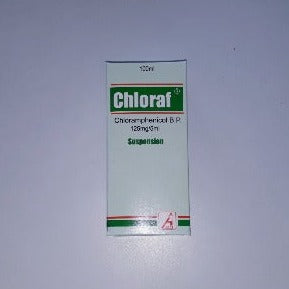 100ml
Chloraf ®
Chloramphenicol B.P.
125mg/5ml
Suspension